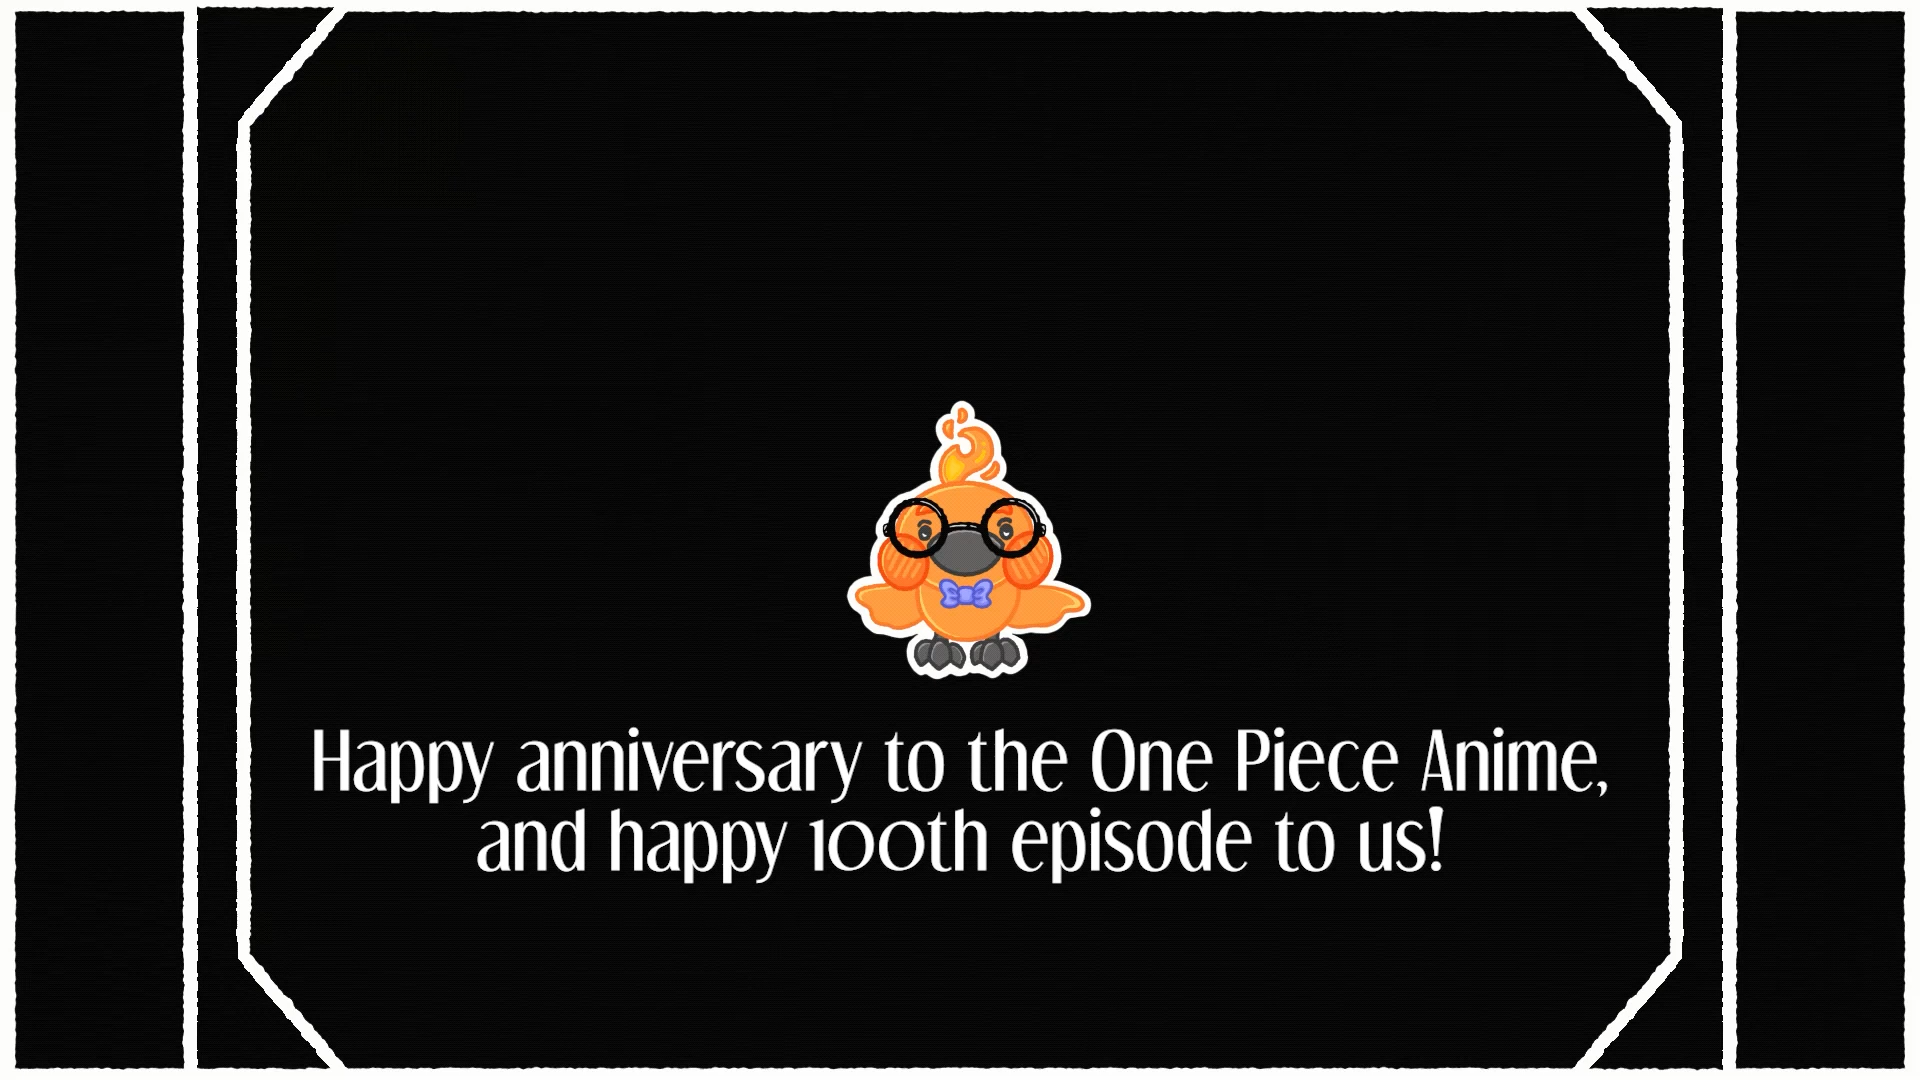 Happy anniversary to the One Piece Anime,
and happy 100th episode to us!